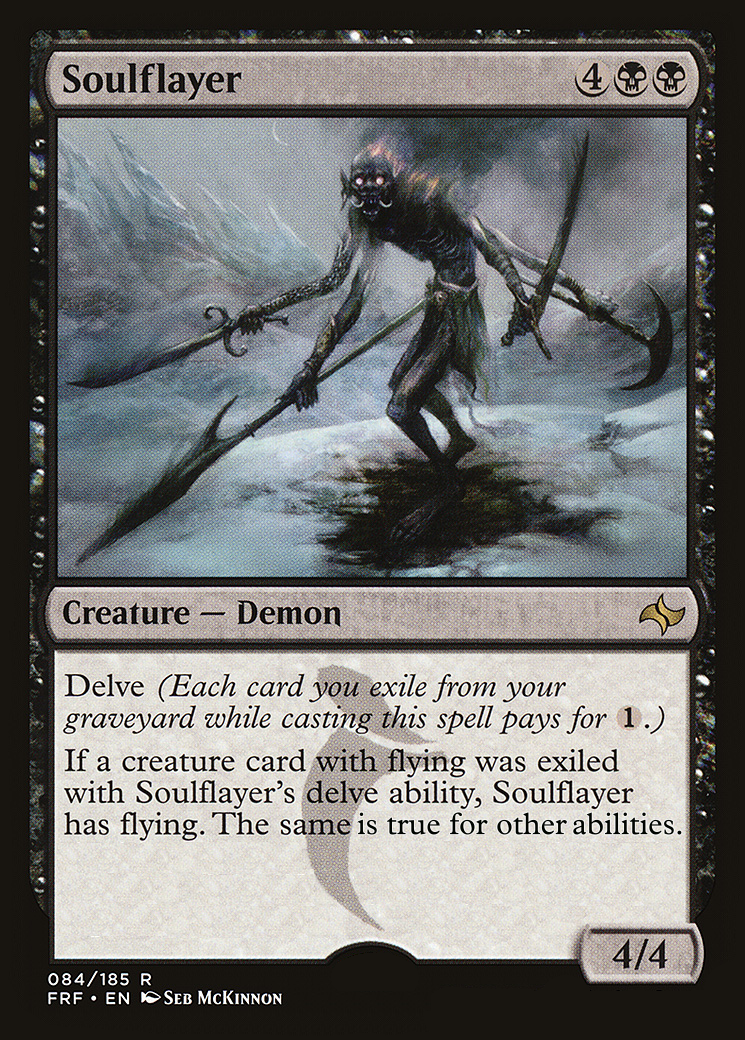 Soulflayer 4
Creature — Demon
Delve (Each card you exile from your
graveyard while casting this spell pays for 1.)
If a creature card with flying was exiled
with Soulflayer's delve ability, Soulflayer
has flying. The same is true for other abilities.
4/4
084/185 R
FRF • EN Seb McKinnon